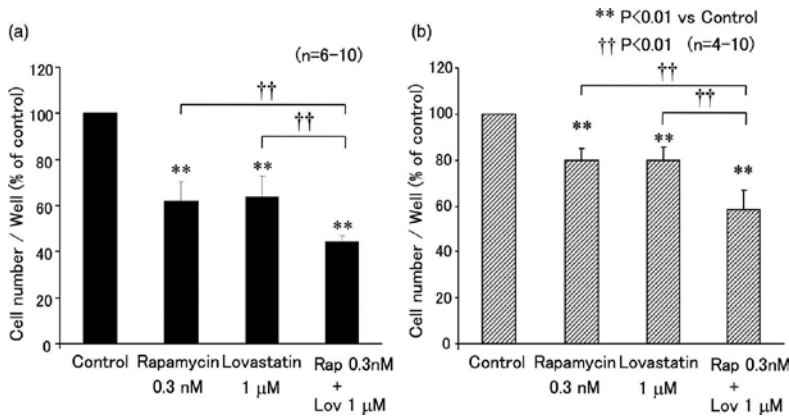 (a)
(n=6-10)
120
100
80
60
40
20
0
Cell number / Well (% of control)
††
††
**
**
**
Control
Rapamycin
0.3 nM
Lovastatin
1 μM
Rap 0.3nM
+
Lov 1 μM
(b)
** P<0.01 vs Control
†† P<0.01 (n=4-10)
120
100
80
60
40
20
0
Cell number / Well (% of control)
††
††
**
**
**
Control
Rapamycin
0.3 nM
Lovastatin
1 μM
Rap 0.3nM
+
Lov 1 μM